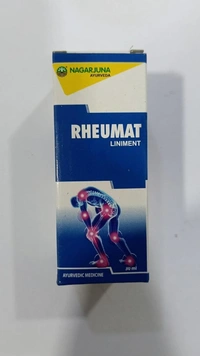 NAGARJUNA
AYURVEDA
RHEUMAT
LINIMENT
AYURVEDIC MEDICINE